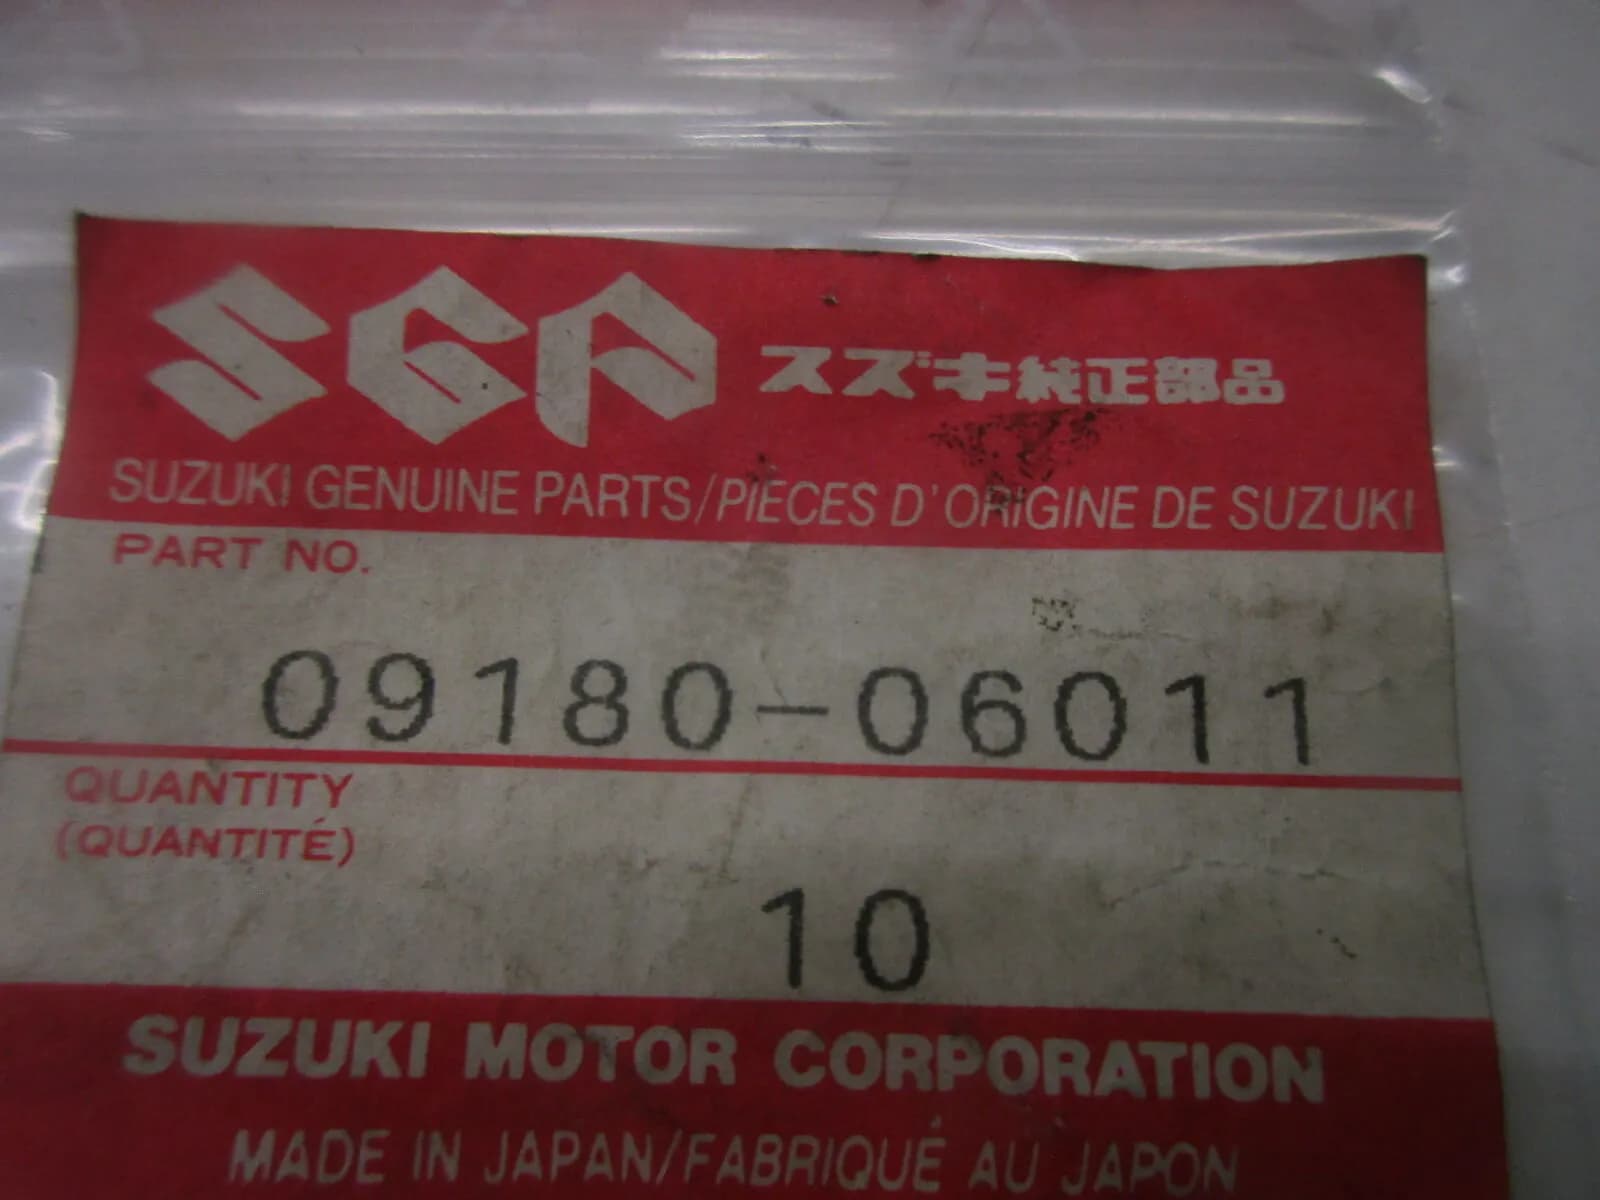 SGP スズキ純正部品
SUZUKI GENUINE PARTS/PIECES D'ORIGINE DE SUZUKI
PART NO.
09180-06011
QUANTITY
(QUANTITÉ)
10
SUZUKI MOTOR CORPORATION
MADE IN JAPAN/FABRIQUÉ AU JAPON